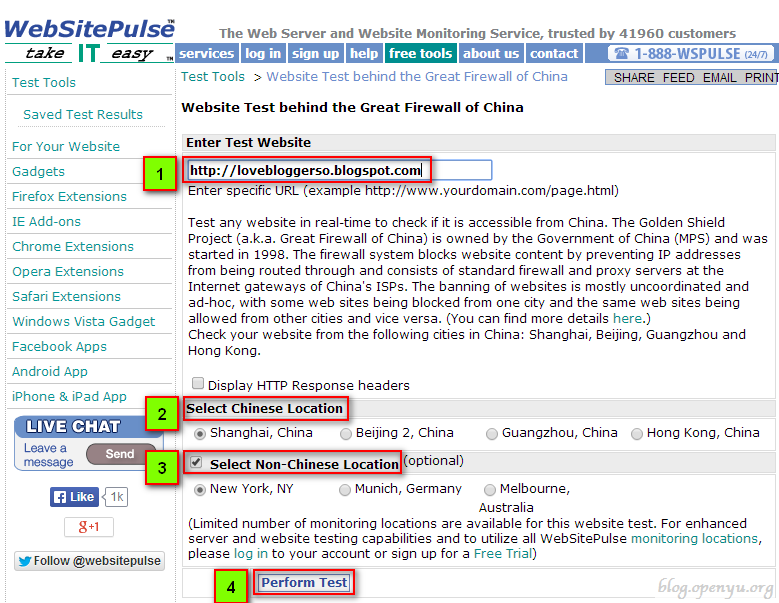 WebSitePulse™
take IT easy™
The Web Server and Website Monitoring Service, trusted by 41960 customers
services log in sign up help free tools about us contact 1-888-WSPULSE (24/7)
Test Tools
Saved Test Results
For Your Website
Gadgets
Firefox Extensions
IE Add-ons
Chrome Extensions
Opera Extensions
Safari Extensions
Windows Vista Gadget
Facebook Apps
Android App
iPhone & iPad App
LIVE CHAT
Leave a
message
Send
Like 1k
g+1
Follow @websitepulse
Test Tools > Website Test behind the Great Firewall of China
SHARE FEED EMAIL PRINT
Website Test behind the Great Firewall of China
Enter Test Website
1
http://lovebloggerso.blogspot.com
Enter specific URL (example http://www.yourdomain.com/page.html)
Test any website in real-time to check if it is accessible from China. The Golden Shield
Project (a.k.a. Great Firewall of China) is owned by the Government of China (MPS) and was
started in 1998. The firewall system blocks website content by preventing IP addresses
from being routed through and consists of standard firewall and proxy servers at the
Internet gateways of China's ISPs. The banning of websites is mostly uncoordinated and
ad-hoc, with some web sites being blocked from one city and the same web sites being
allowed from other cities and vice versa. (You can find more details here.)
Check your website from the following cities in China: Shanghai, Beijing, Guangzhou and
Hong Kong.
Display HTTP Response headers
2
Select Chinese Location
Shanghai, China Beijing 2, China Guangzhou, China Hong Kong, China
3
Select Non-Chinese Location (optional)
New York, NY Munich, Germany Melbourne,
Australia
(Limited number of monitoring locations are available for this website test. For enhanced
server and website testing capabilities and to utilize all WebSitePulse monitoring locations,
please log in to your account or sign up for a Free Trial)
4
Perform Test
blog.openyu.org